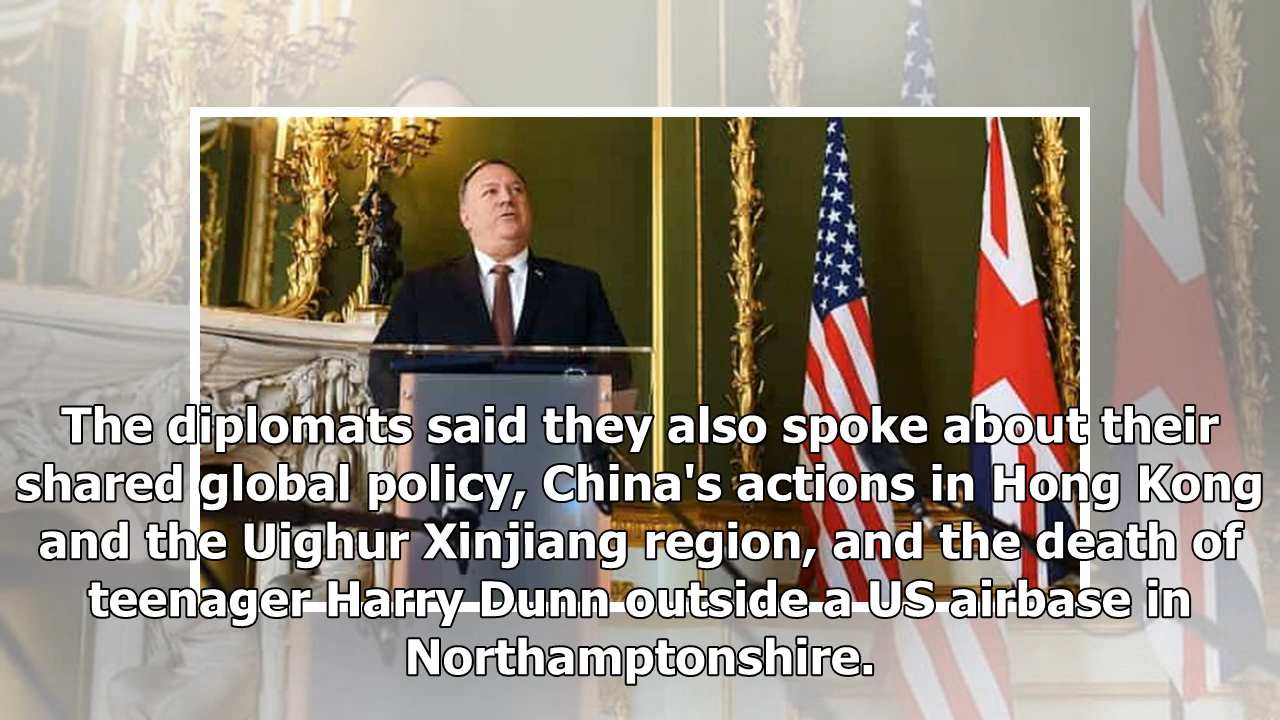 The diplomats said they also spoke about their
shared global policy, China's actions in Hong Kong
and the Uighur Xinjiang region, and the death of
teenager Harry Dunn outside a US airbase in
Northamptonshire.